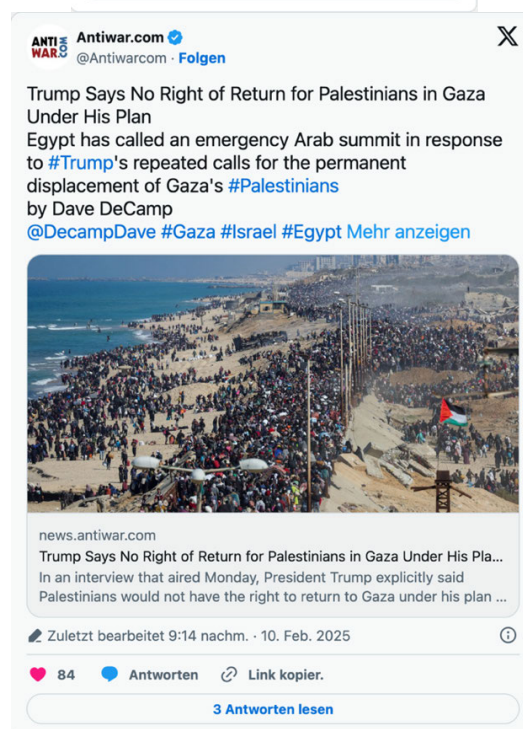 ANTI
WAR.COM
Antiwar.com
@Antiwarcom · Folgen
Trump Says No Right of Return for Palestinians in Gaza
Under His Plan
Egypt has called an emergency Arab summit in response
to #Trump's repeated calls for the permanent
displacement of Gaza's #Palestinians
by Dave DeCamp
@DecampDave #Gaza #Israel #Egypt Mehr anzeigen
news.antiwar.com
Trump Says No Right of Return for Palestinians in Gaza Under His Pla...
In an interview that aired Monday, President Trump explicitly said
Palestinians would not have the right to return to Gaza under his plan ...
Zuletzt bearbeitet 9:14 nachm. · 10. Feb. 2025
84 Antworten Link kopier.
3 Antworten lesen